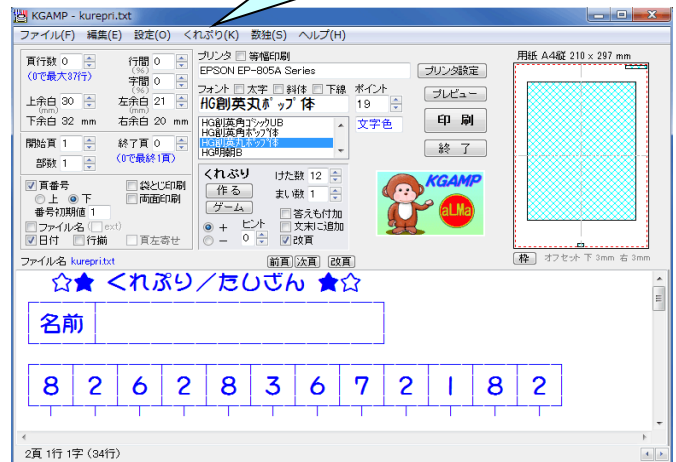 KGAMP - kurepri.txt
ファイル(F) 編集(E) 設定(O) くれぷり(K) 数独(S) ヘルプ(H)
頁行数 0 行間 0
(0で最大37行) (%)
字間 0
(%)
上余白 30 左余白 21
(mm) (mm)
下余白 32 mm 右余白 20 mm
開始頁 1 終了頁 0
部数 1 (0で最終1頁)
頁番号 袋とじ印刷
上 下 両面印刷
番号初期値 1
ファイル名 ( ext)
日付 行揃 頁左寄せ
プリンタ 等幅印刷
EPSON EP-805A Series
フォント 太字 斜体 下線 ポイント
HG創英丸ポップ体 19
HG創英角ゴシックUB 文字色
HG創英角ポップ体
HG創英丸ポップ体
HG明朝B
くれぷり けた数 12
作る まい数 1
ゲーム 答えも付加
+ ヒント 文末に追加
- 0 改頁
プリンタ設定
プレビュー
印 刷
終 了
KGAMP
aLMa
用紙 A4縦 210 x 297 mm
枠 オフセット 下 3mm 右 3mm
ファイル名 kurepri.txt 前頁 次頁 改頁
☆★ くれぷり/たしざん ★☆
名前
8 2 6 2 8 3 6 7 2 1 8 2
2頁 1行 1字 (34行)